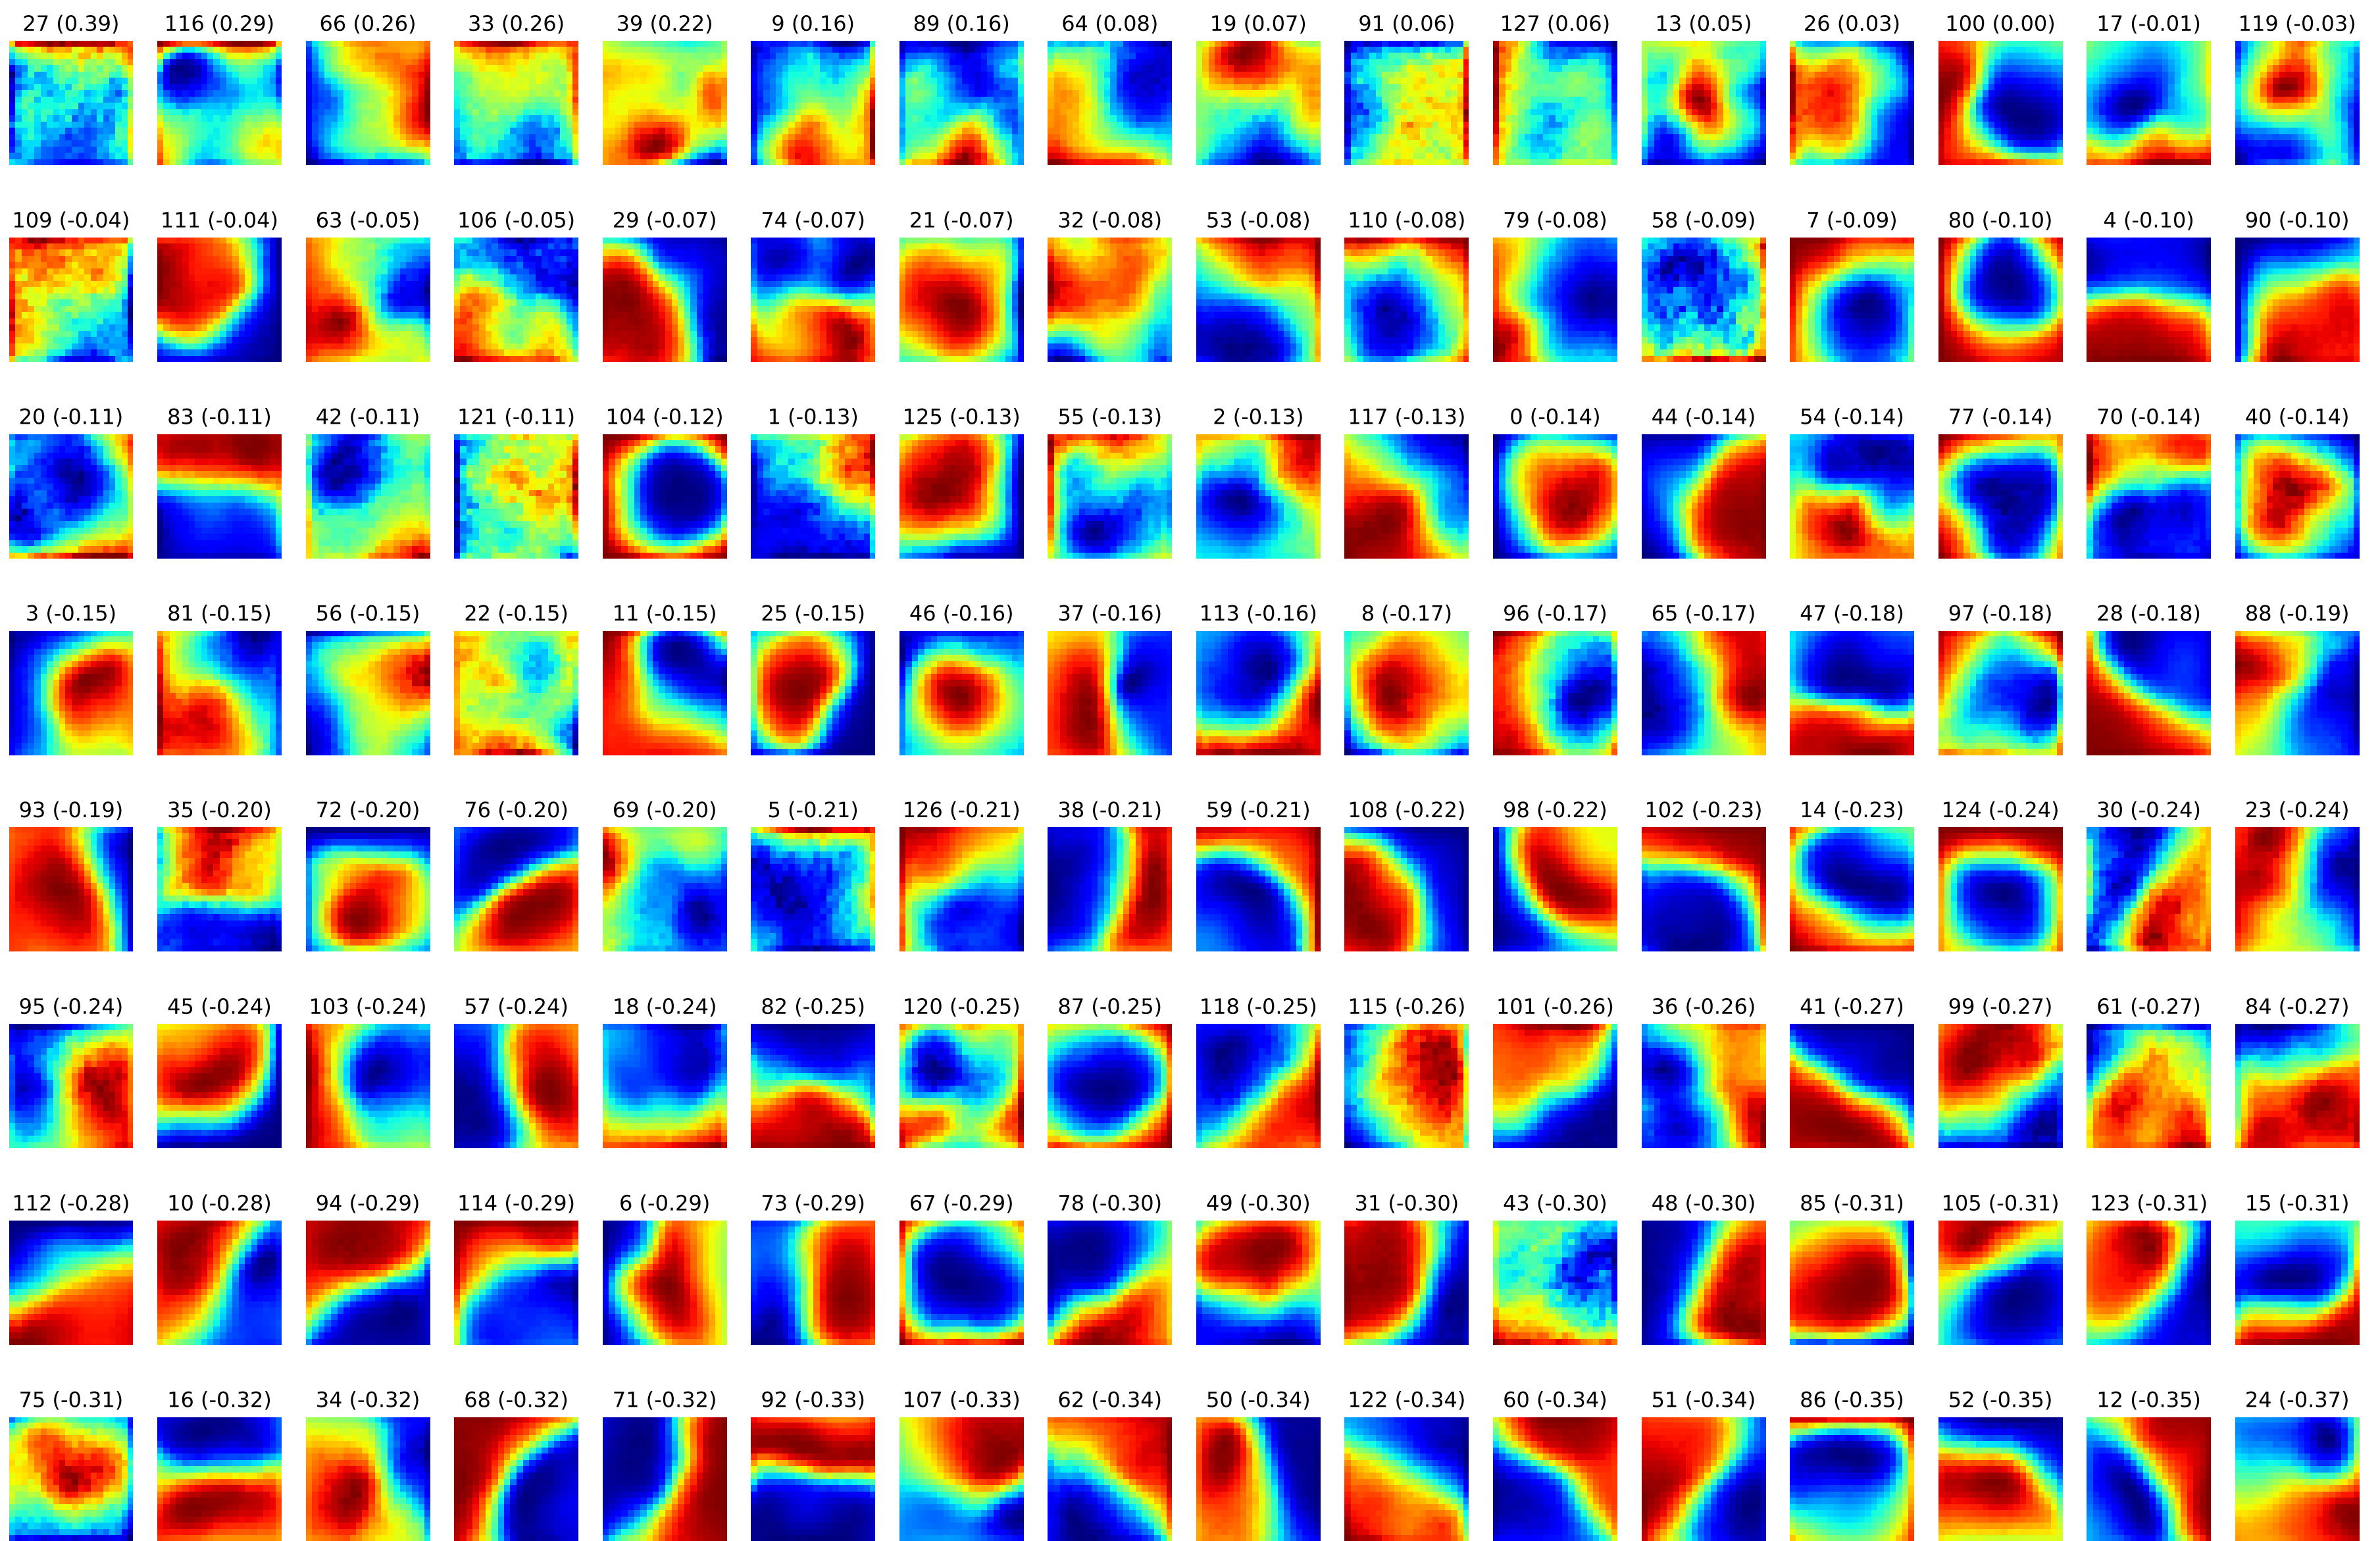 27 (0.39) 116 (0.29) 66 (0.26) 33 (0.26) 39 (0.22) 9 (0.16) 89 (0.16) 64 (0.08) 19 (0.07) 91 (0.06) 127 (0.06) 13 (0.05) 26 (0.03) 100 (0.00) 17 (-0.01) 119 (-0.03)
109 (-0.04) 111 (-0.04) 63 (-0.05) 106 (-0.05) 29 (-0.07) 74 (-0.07) 21 (-0.07) 32 (-0.08) 53 (-0.08) 110 (-0.08) 79 (-0.08) 58 (-0.09) 7 (-0.09) 80 (-0.10) 4 (-0.10) 90 (-0.10)
20 (-0.11) 83 (-0.11) 42 (-0.11) 121 (-0.11) 104 (-0.12) 1 (-0.13) 125 (-0.13) 55 (-0.13) 2 (-0.13) 117 (-0.13) 0 (-0.14) 44 (-0.14) 54 (-0.14) 77 (-0.14) 70 (-0.14) 40 (-0.14)
3 (-0.15) 81 (-0.15) 56 (-0.15) 22 (-0.15) 11 (-0.15) 25 (-0.15) 46 (-0.16) 37 (-0.16) 113 (-0.16) 8 (-0.17) 96 (-0.17) 65 (-0.17) 47 (-0.18) 97 (-0.18) 28 (-0.18) 88 (-0.19)
93 (-0.19) 35 (-0.20) 72 (-0.20) 76 (-0.20) 69 (-0.20) 5 (-0.21) 126 (-0.21) 38 (-0.21) 59 (-0.21) 108 (-0.22) 98 (-0.22) 102 (-0.23) 14 (-0.23) 124 (-0.24) 30 (-0.24) 23 (-0.24)
95 (-0.24) 45 (-0.24) 103 (-0.24) 57 (-0.24) 18 (-0.24) 82 (-0.25) 120 (-0.25) 87 (-0.25) 118 (-0.25) 115 (-0.26) 101 (-0.26) 36 (-0.26) 41 (-0.27) 99 (-0.27) 61 (-0.27) 84 (-0.27)
112 (-0.28) 10 (-0.28) 94 (-0.29) 114 (-0.29) 6 (-0.29) 73 (-0.29) 67 (-0.29) 78 (-0.30) 49 (-0.30) 31 (-0.30) 43 (-0.30) 48 (-0.30) 85 (-0.31) 105 (-0.31) 123 (-0.31) 15 (-0.31)
75 (-0.31) 16 (-0.32) 34 (-0.32) 68 (-0.32) 71 (-0.32) 92 (-0.33) 107 (-0.33) 62 (-0.34) 50 (-0.34) 122 (-0.34) 60 (-0.34) 51 (-0.34) 86 (-0.35) 52 (-0.35) 12 (-0.35) 24 (-0.37)